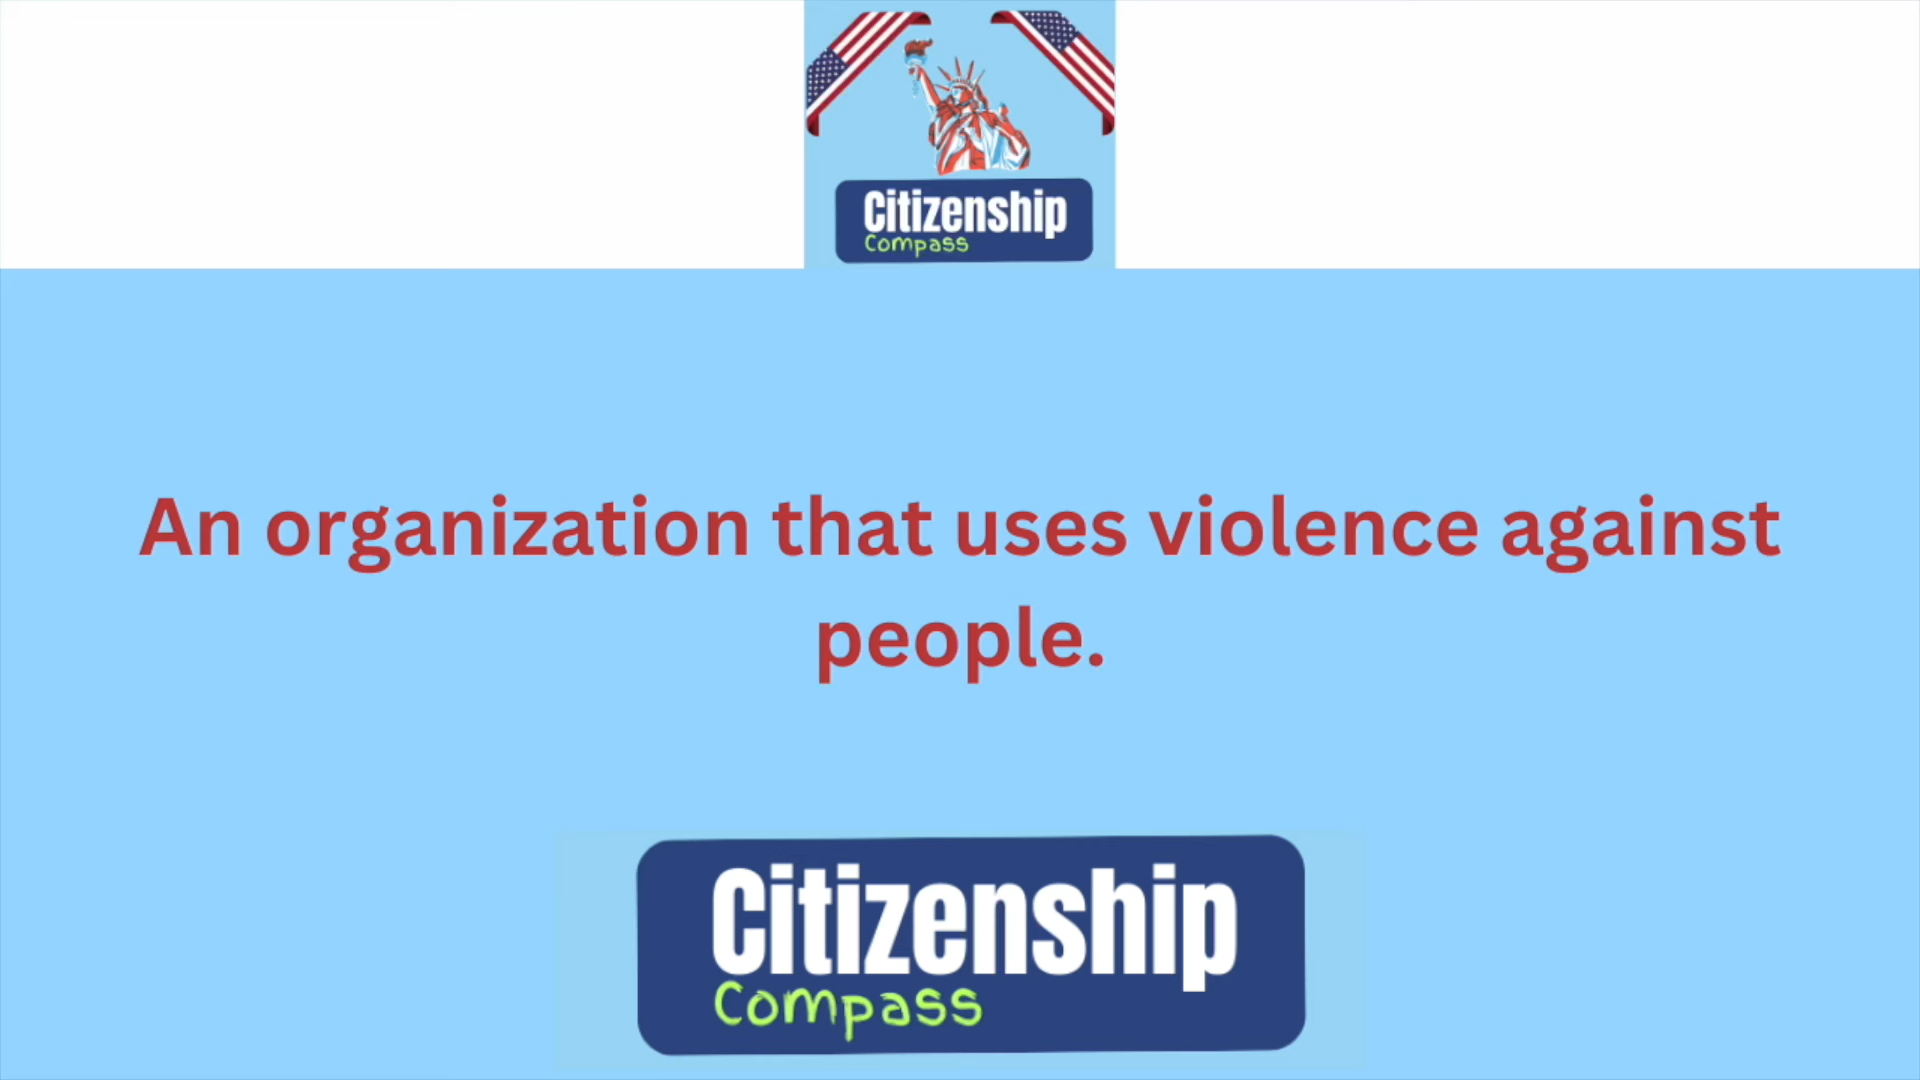 Citizenship
Compass
An organization that uses violence against
people.
Citizenship
Compass